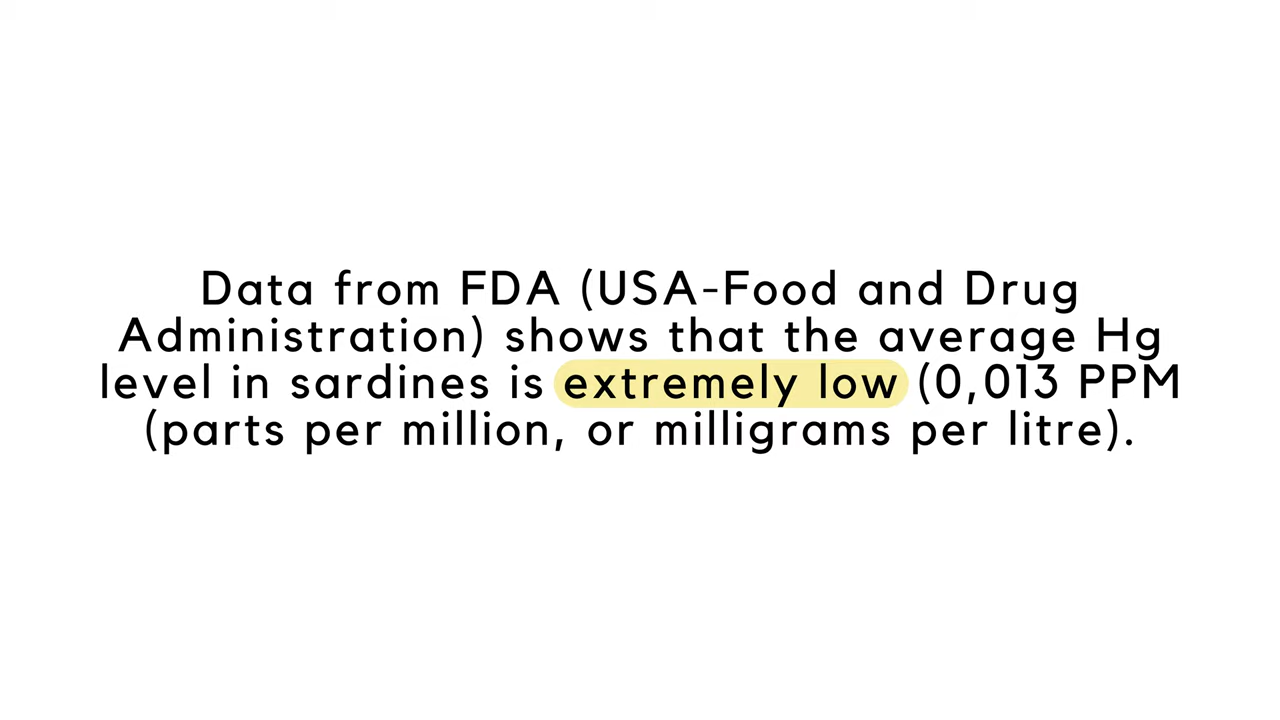 Data from FDA (USA-Food and Drug
Administration) shows that the average Hg
level in sardines is extremely low (0,013 PPM
(parts per million, or milligrams per litre).